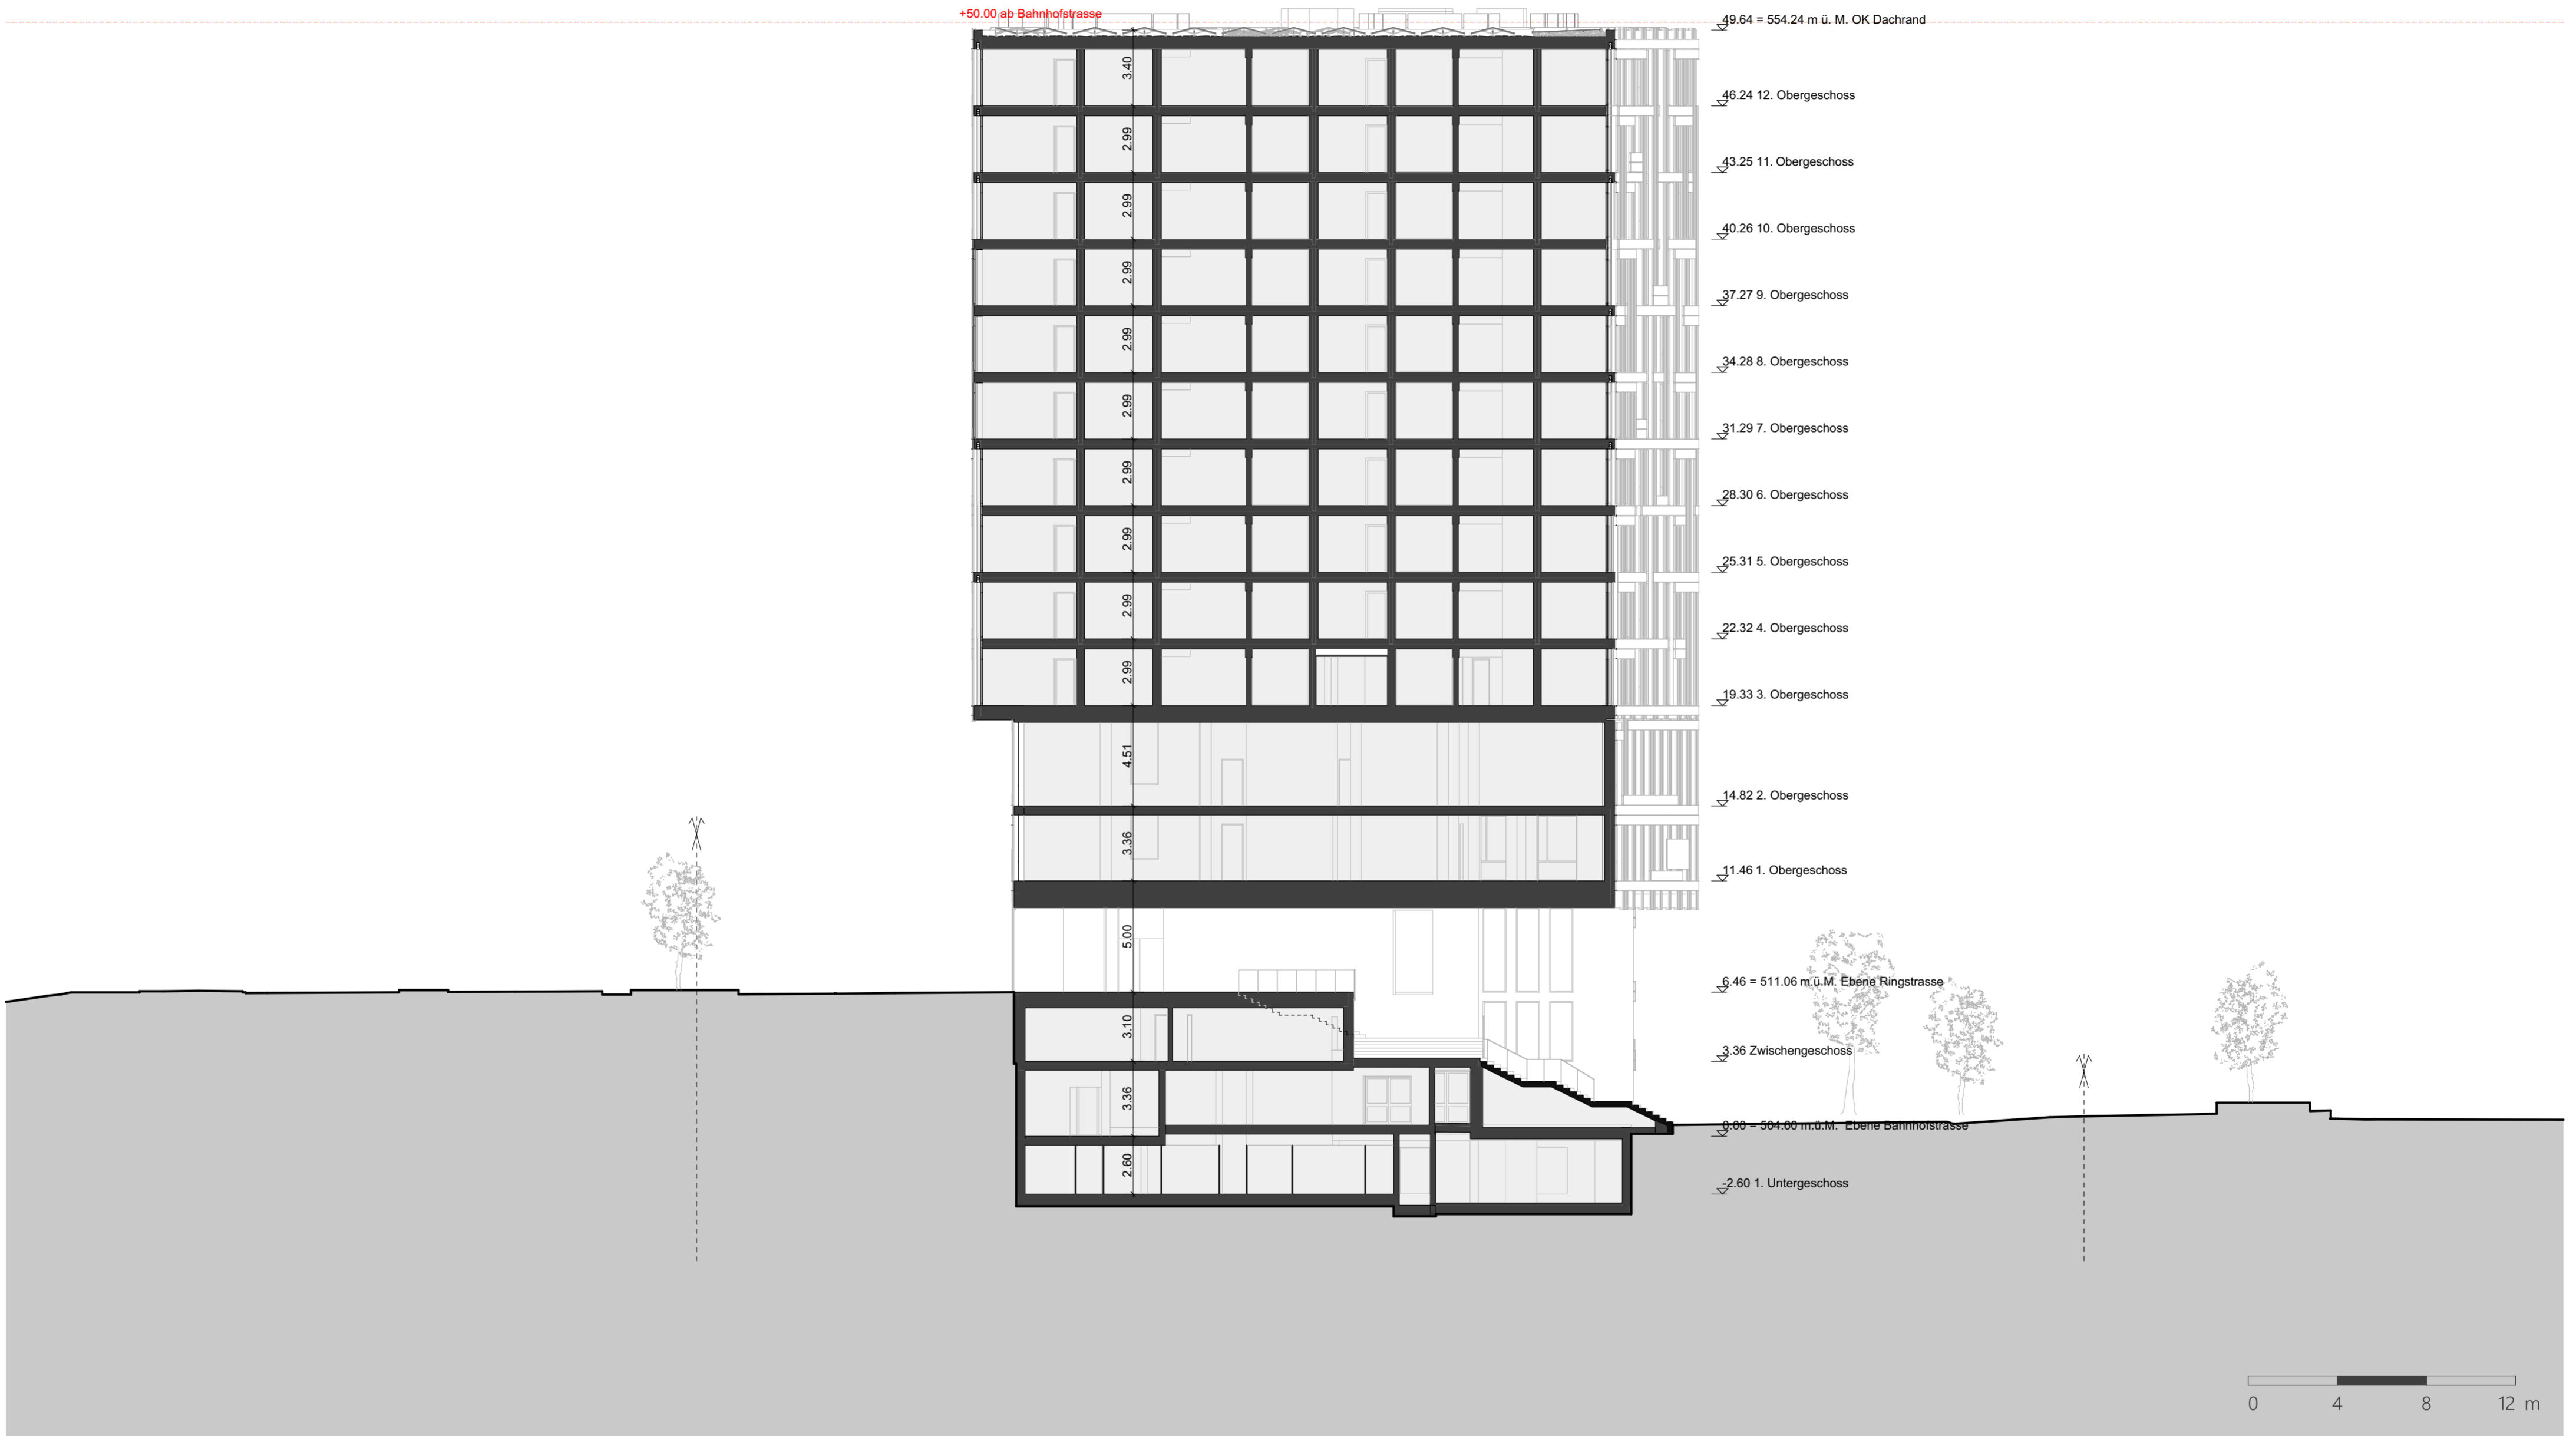 +50.00 ab Bahnhofstrasse
49.64 = 554.24 m ü. M. OK Dachrand
3.40
46.24 12. Obergeschoss
2.99
43.25 11. Obergeschoss
2.99
40.26 10. Obergeschoss
2.99
37.27 9. Obergeschoss
2.99
34.28 8. Obergeschoss
2.99
31.29 7. Obergeschoss
2.99
28.30 6. Obergeschoss
2.99
25.31 5. Obergeschoss
2.99
22.32 4. Obergeschoss
2.99
19.33 3. Obergeschoss
4.51
14.82 2. Obergeschoss
3.36
11.46 1. Obergeschoss
5.00
6.46 = 511.06 m.ü.M. Ebene Ringstrasse
3.10
3.36 Zwischengeschoss
3.36
0.00 = 504.60 m.ü.M. Ebene Bahnhofstrasse
2.60
-2.60 1. Untergeschoss
0 4 8 12 m